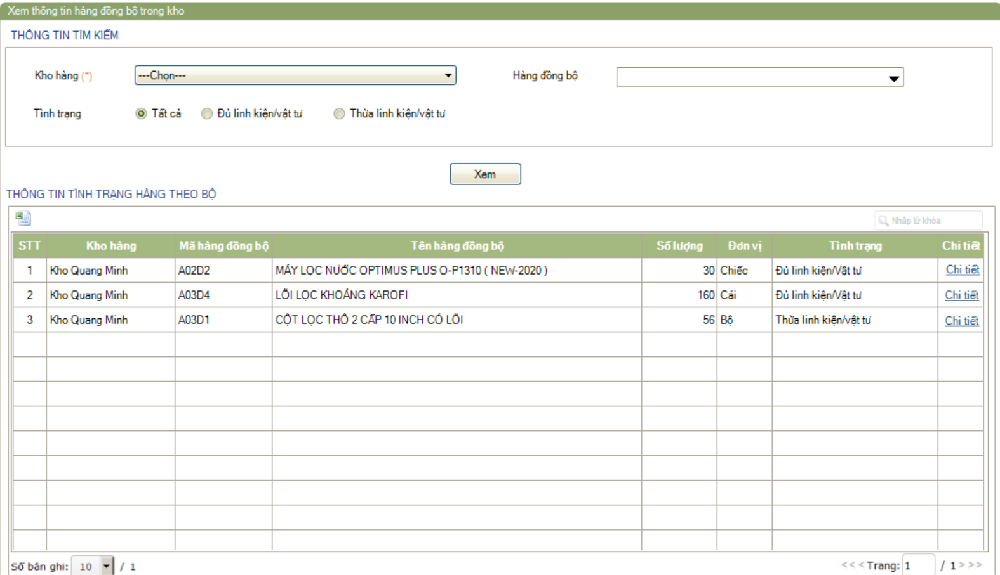 Xem thông tin hàng đồng bộ trong kho
THÔNG TIN TÌM KIẾM
Kho hàng (*) ---Chọn--- Hàng đồng bộ
Tình trạng Tất cả Đủ linh kiện/vật tư Thừa linh kiện/vật tư
Xem
THÔNG TIN TÌNH TRẠNG HÀNG THEO BỘ
Nhập từ khóa
STT Kho hàng Mã hàng đồng bộ Tên hàng đồng bộ Số lượng Đơn vị Tình trạng Chi tiết
1 Kho Quang Minh A02D2 MÁY LỌC NƯỚC OPTIMUS PLUS O-P1310 ( NEW-2020 ) 30 Chiếc Đủ linh kiện/Vật tư Chi tiết
2 Kho Quang Minh A03D4 LÕI LỌC KHOÁNG KAROFI 160 Cái Đủ linh kiện/Vật tư Chi tiết
3 Kho Quang Minh A03D1 CỘT LỌC THÔ 2 CẤP 10 INCH CÓ LÕI 56 Bộ Thừa linh kiện/vật tư Chi tiết
Số bản ghi: 10 / 1 <<< Trang: 1 / 1 >>>